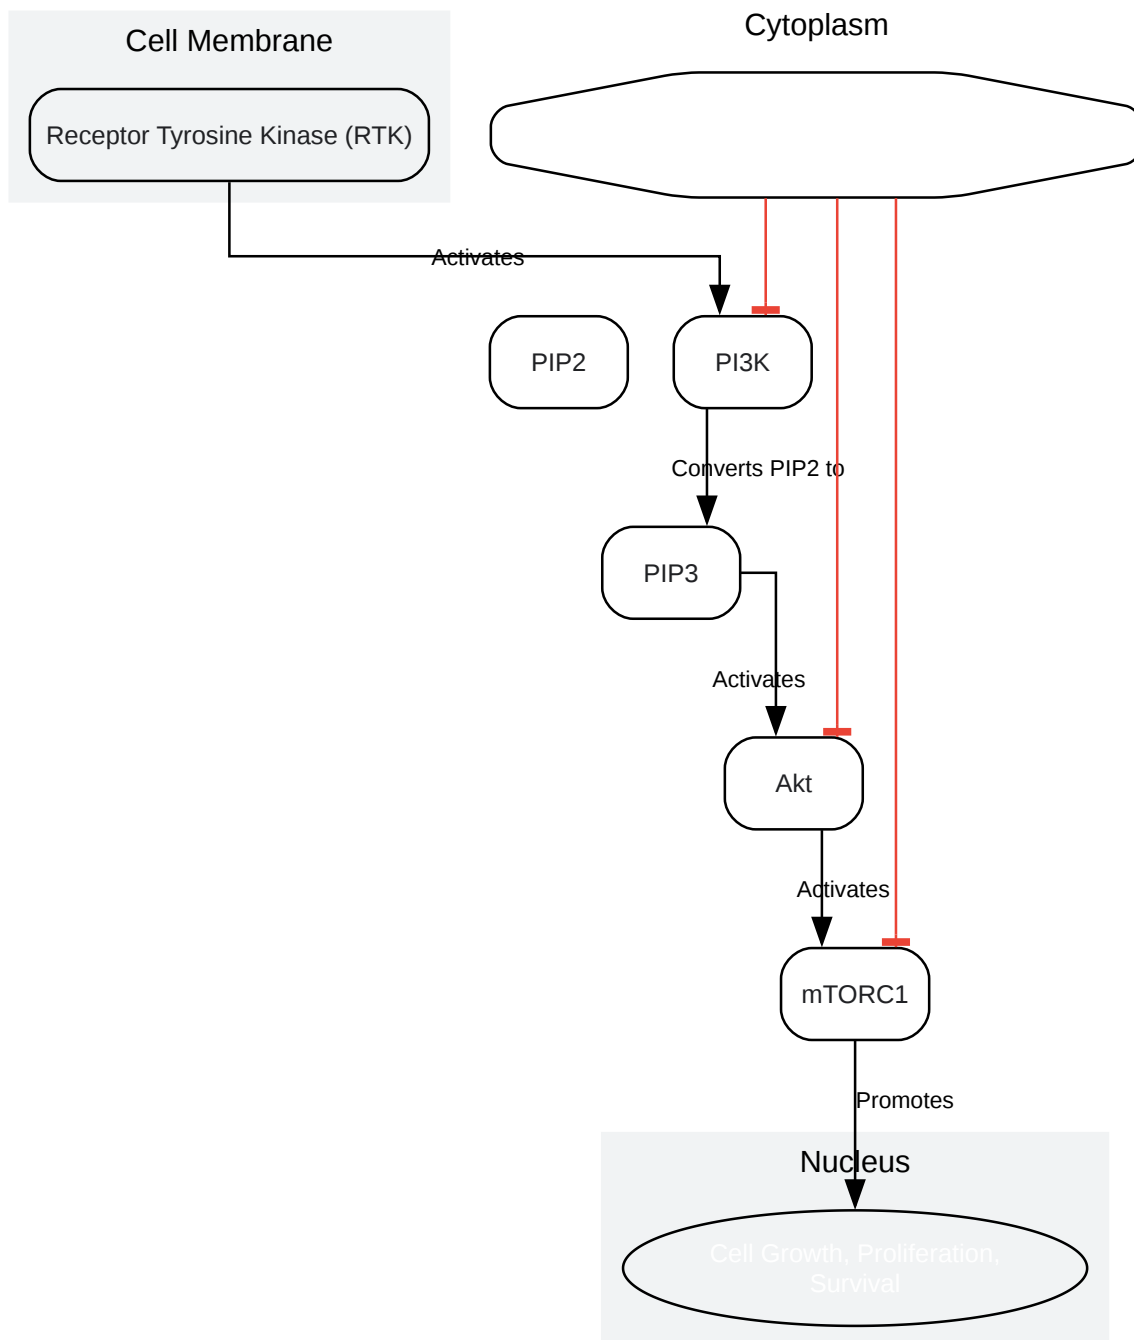 Cell Membrane
Cytoplasm
Receptor Tyrosine Kinase (RTK)
Activates
PIP2
PI3K
Converts PIP2 to
PIP3
Activates
Akt
Activates
mTORC1
Promotes
Nucleus
Cell Growth, Proliferation,
Survival